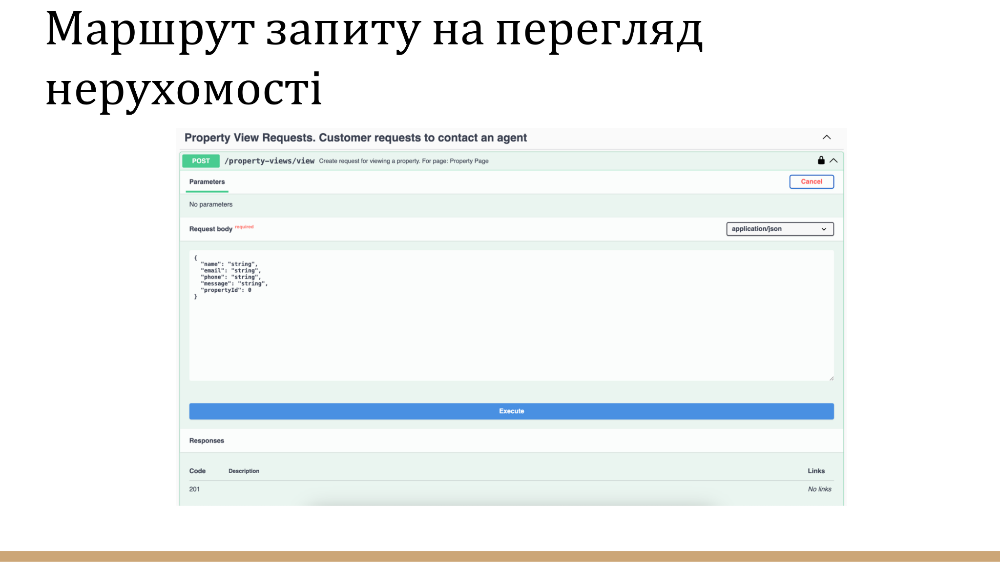 Маршрут запиту на перегляд
нерухомості
Property View Requests. Customer requests to contact an agent
POST /property-views/view Create request for viewing a property. For page: Property Page
Parameters Cancel
No parameters
Request body required application/json
{
"name": "string",
"email": "string",
"phone": "string",
"message": "string",
"propertyId": 0
}
Execute
Responses
Code Description Links
201 No links